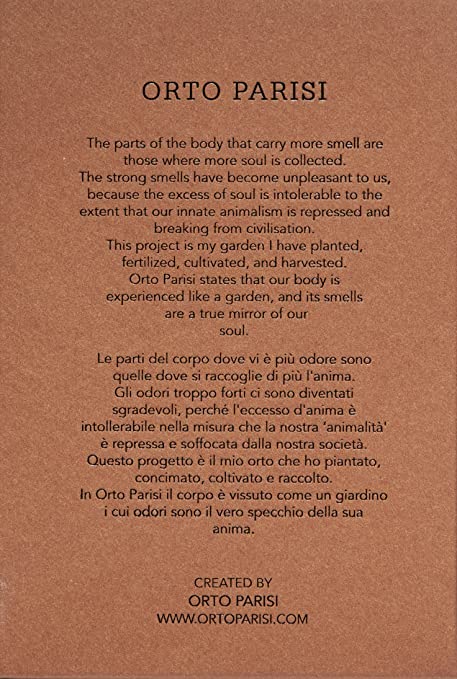 ORTO PARISI
The parts of the body that carry more smell are
those where more soul is collected.
The strong smells have become unpleasant to us,
because the excess of soul is intolerable to the
extent that our innate animalism is repressed and
breaking from civilisation.
This project is my garden I have planted,
fertilized, cultivated, and harvested.
Orto Parisi states that our body is
experienced like a garden, and its smells
are a true mirror of our
soul.
Le parti del corpo dove vi è più odore sono
quelle dove si raccoglie di più l'anima.
Gli odori troppo forti ci sono diventati
sgradevoli, perché l'eccesso d'anima è
intollerabile nella misura che la nostra 'animalità'
è repressa e soffocata dalla nostra società.
Questo progetto è il mio orto che ho piantato,
concimato, coltivato e raccolto.
In Orto Parisi il corpo è vissuto come un giardino
i cui odori sono il vero specchio della sua
anima.
CREATED BY
ORTO PARISI
WWW.ORTOPARISI.COM